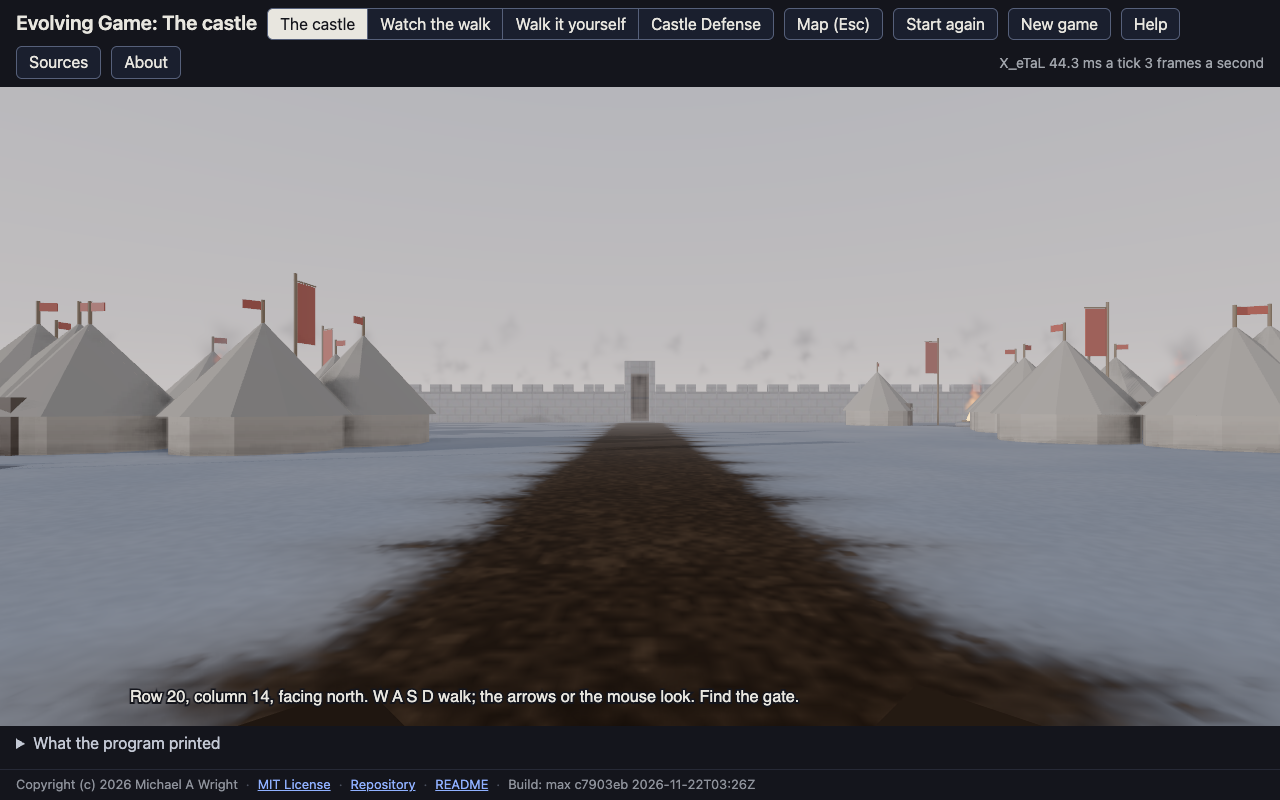 Evolving Game: The castle The castle Watch the walk Walk it yourself Castle Defense Map (Esc) Start again New game Help
Sources About X_eTaL 44.3 ms a tick 3 frames a second
Row 20, column 14, facing north. W A S D walk; the arrows or the mouse look. Find the gate.
What the program printed
Copyright (c) 2026 Michael A Wright · MIT License · Repository · README · Build: max c7903eb 2026-11-22T03:26Z